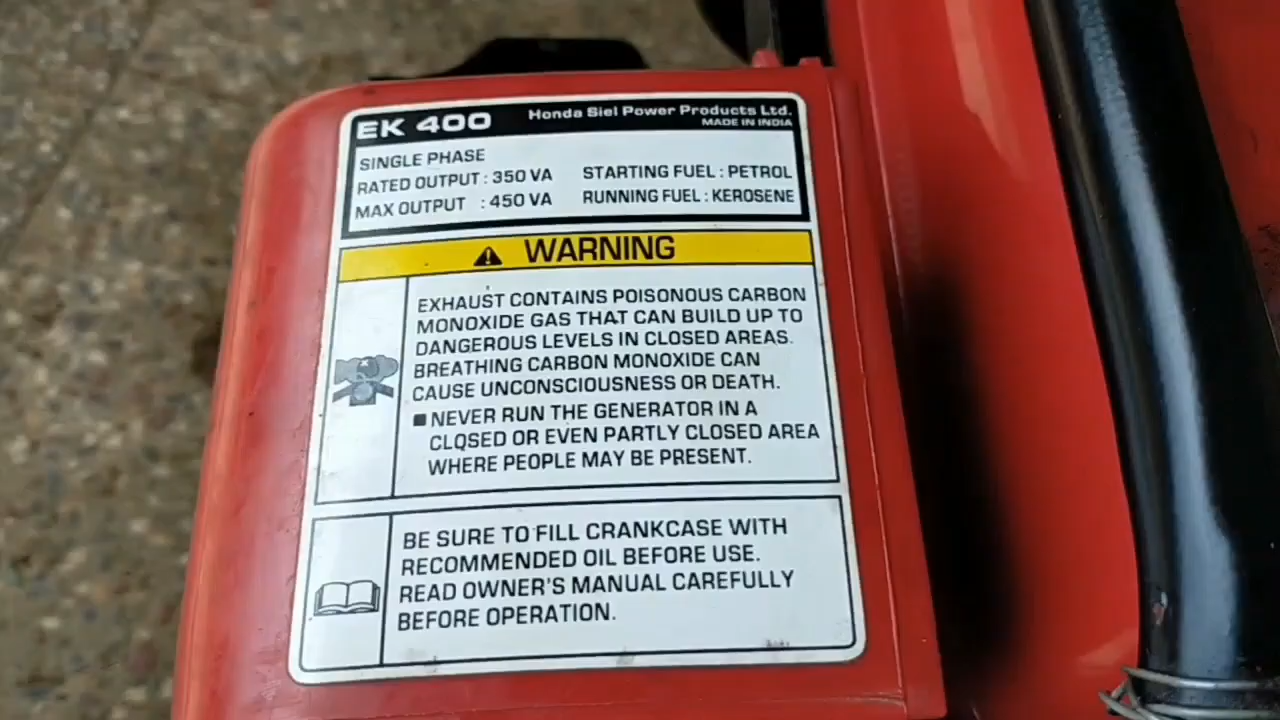 EK 400 Honda Siel Power Products Ltd.
MADE IN INDIA
SINGLE PHASE
RATED OUTPUT : 350 VA STARTING FUEL : PETROL
MAX OUTPUT : 450 VA RUNNING FUEL : KEROSENE
WARNING
EXHAUST CONTAINS POISONOUS CARBON
MONOXIDE GAS THAT CAN BUILD UP TO
DANGEROUS LEVELS IN CLOSED AREAS.
BREATHING CARBON MONOXIDE CAN
CAUSE UNCONSCIOUSNESS OR DEATH.
■ NEVER RUN THE GENERATOR IN A
CLOSED OR EVEN PARTLY CLOSED AREA
WHERE PEOPLE MAY BE PRESENT.
BE SURE TO FILL CRANKCASE WITH
RECOMMENDED OIL BEFORE USE.
READ OWNER'S MANUAL CAREFULLY
BEFORE OPERATION.